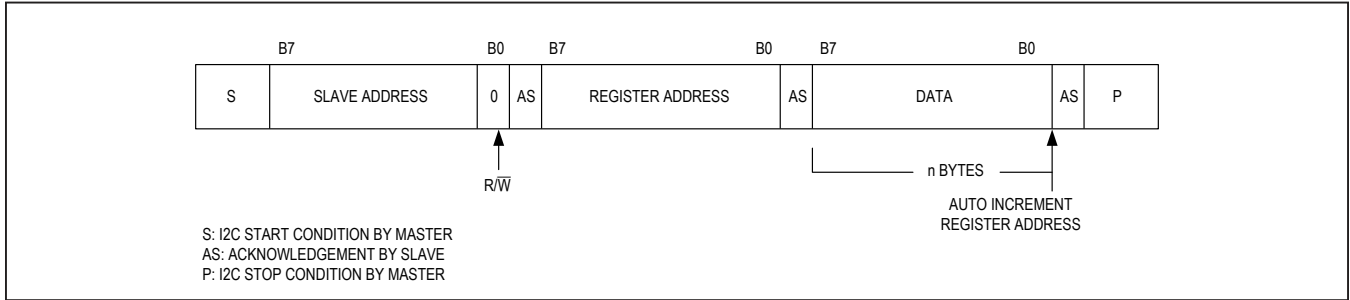 B7 B0 B7 B0 B7 B0
S SLAVE ADDRESS 0 AS REGISTER ADDRESS AS DATA AS P
R/W̅
n BYTES
AUTO INCREMENT
REGISTER ADDRESS
S: I2C START CONDITION BY MASTER
AS: ACKNOWLEDGEMENT BY SLAVE
P: I2C STOP CONDITION BY MASTER